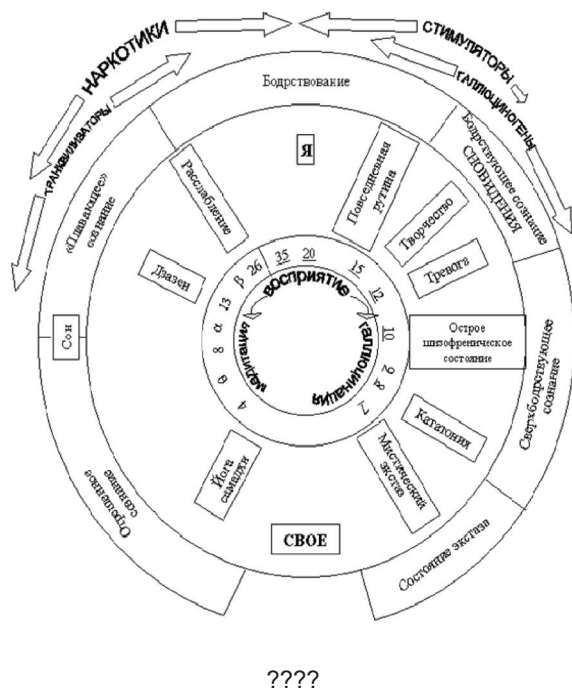 НАРКОТИКИ
СТИМУЛЯТОРЫ
ТРАНКВИЛИЗАТОРЫ
ГАЛЛЮЦИНОГЕНЫ
Бодрствование
«Плавающее»
сознание
Бодрствующее сознание
СНОВИДЕНИЯ
Я
Расслабление
Повседневная
рутина
Творчество
Тревога
Дзазен
β 26 35 20 15 12
восприятие
13
α
8
θ
4
10
9
8
7
медитация
галлюцинация
Сон
Острое
шизофреническое
состояние
Сверхбодрствующее
сознание
Кататония
Йога
самадхи
Мистический
экстаз
Отрешенное
сознание
СВОЕ
Состояние экстаза
????